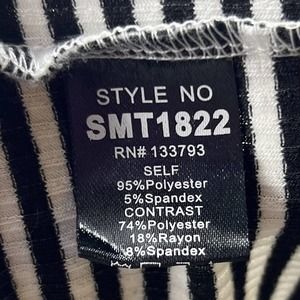 STYLE NO
SMT1822
RN# 133793
SELF
95%Polyester
5%Spandex
CONTRAST
74%Polyester
18%Rayon
8%Spandex